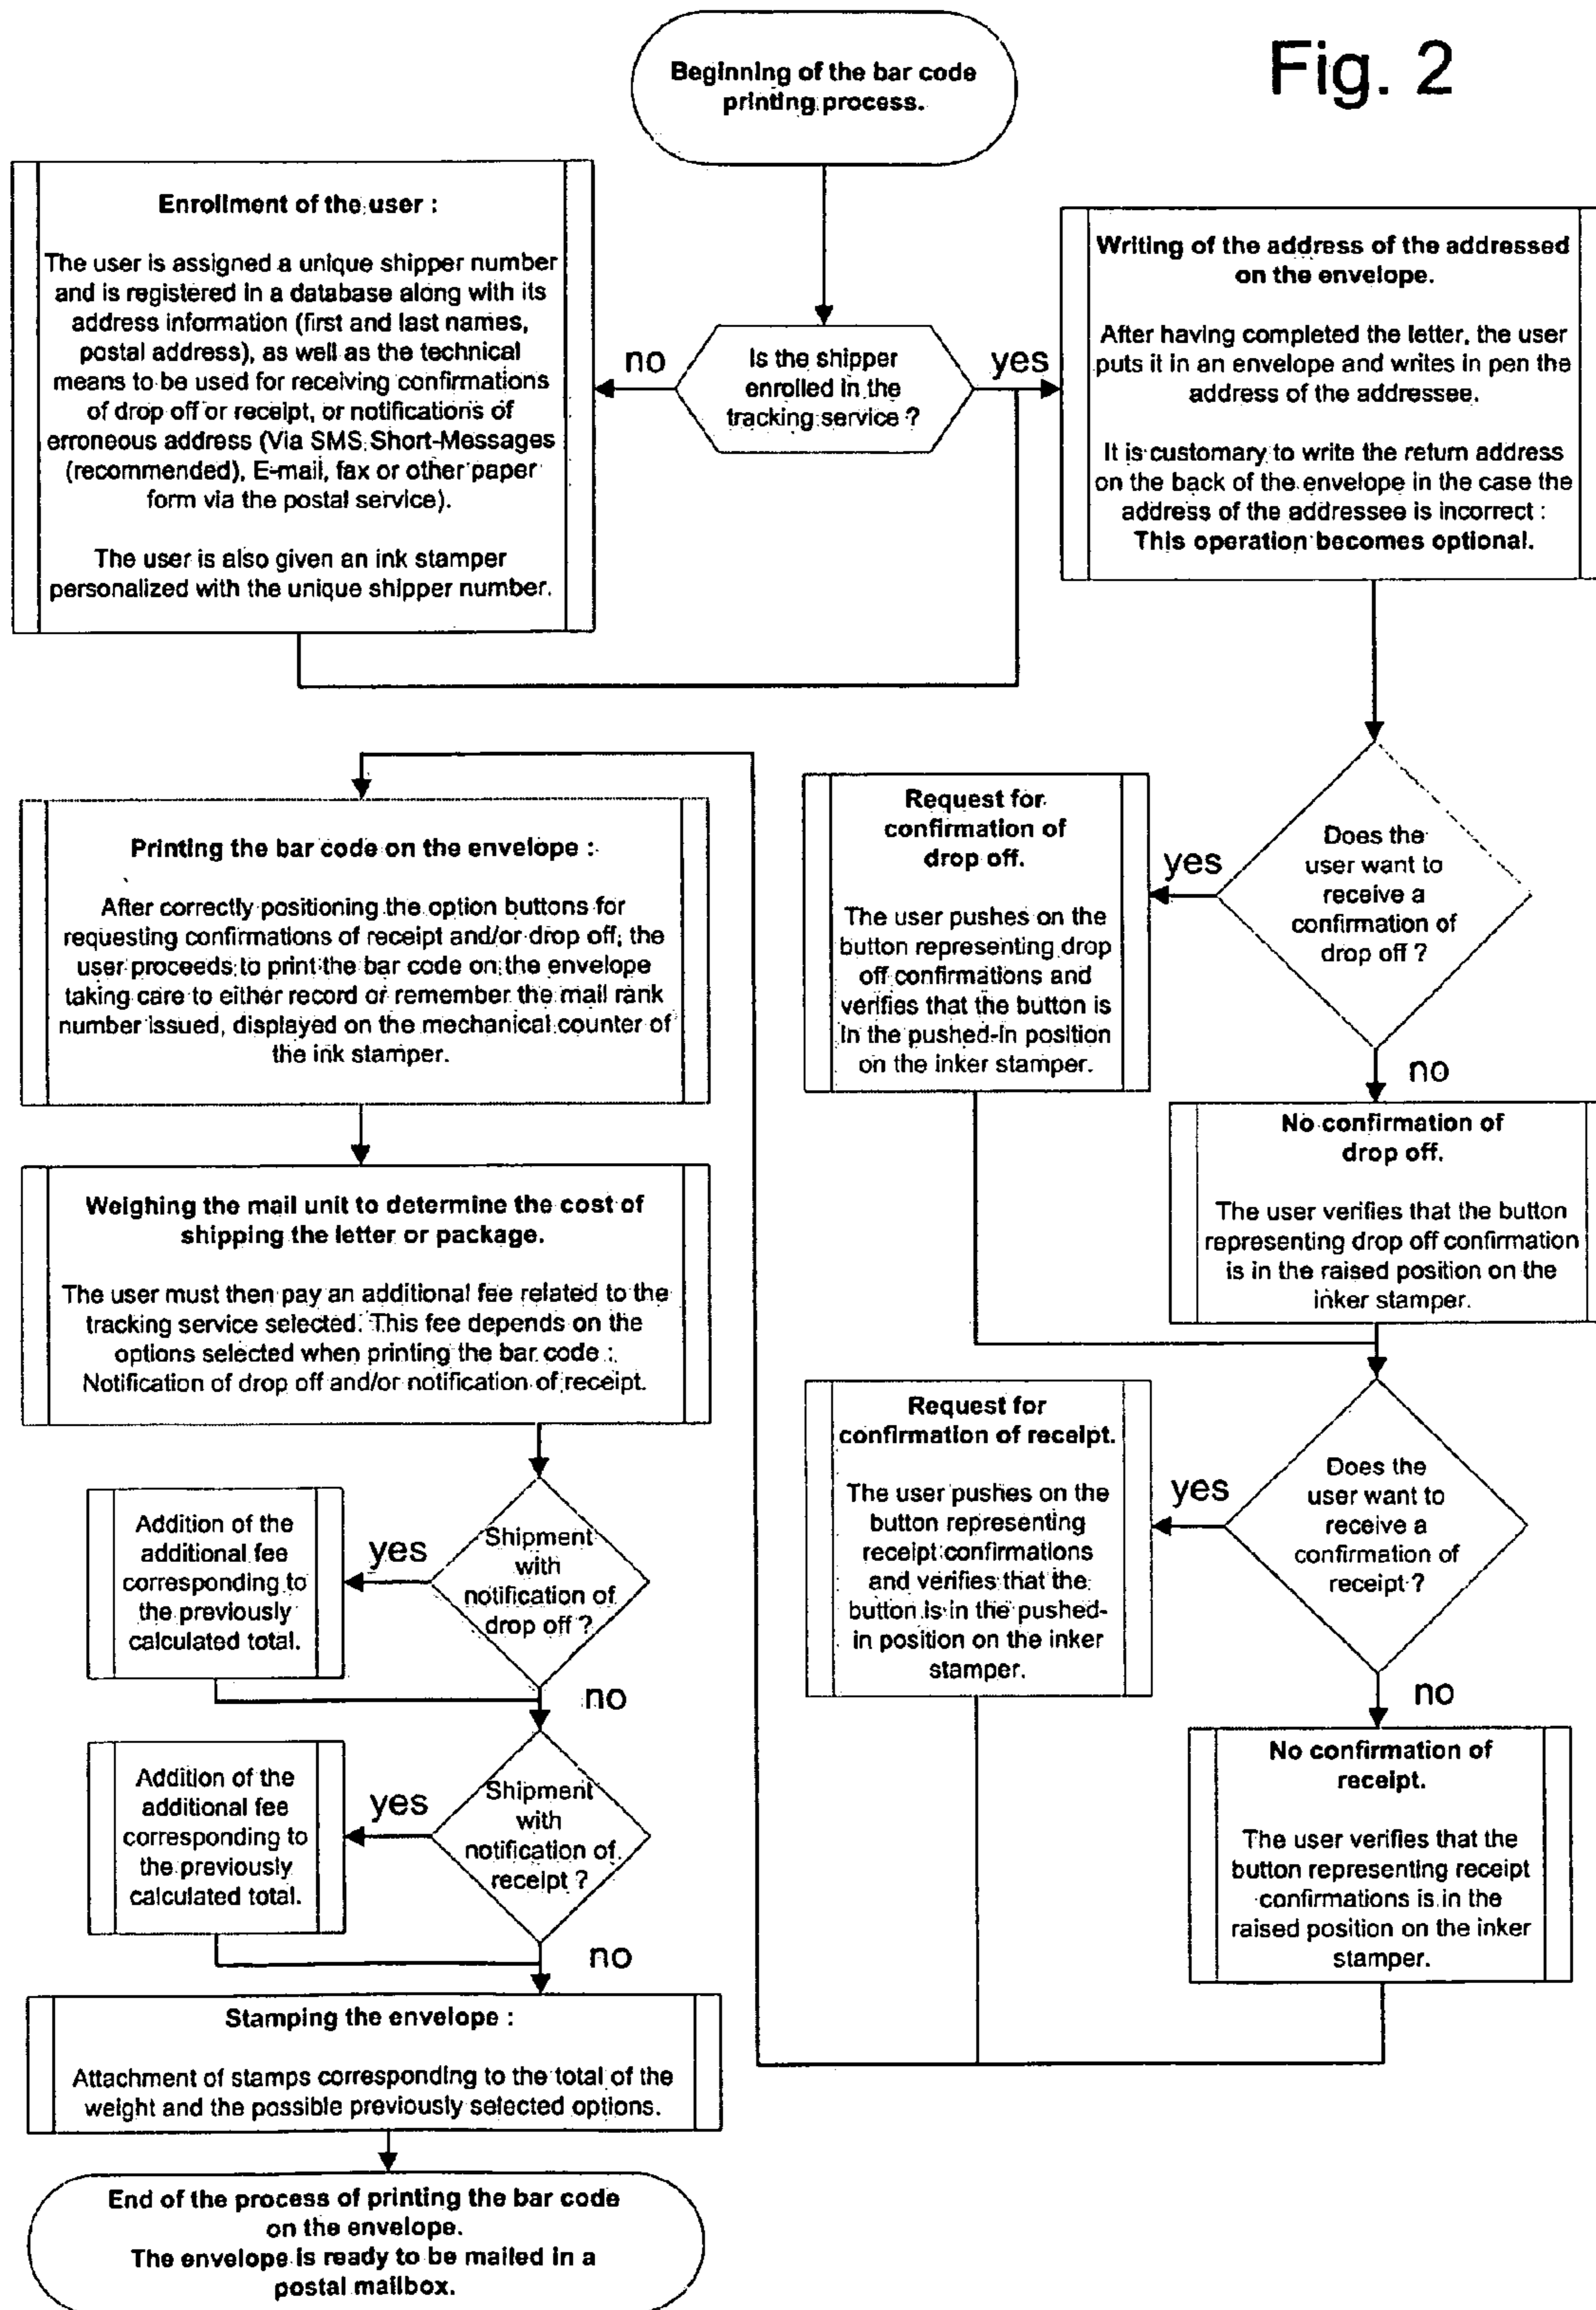 Fig. 2
Beginning of the bar code
printing process.
Is the shipper
enrolled in the
tracking service ?
no
yes
Enrollment of the user :
The user is assigned a unique shipper number
and is registered in a database along with its
address information (first and last names,
postal address), as well as the technical
means to be used for receiving confirmations
of drop off or receipt, or notifications of
erroneous address (Via SMS Short-Messages
(recommended), E-mail, fax or other paper
form via the postal service).
The user is also given an ink stamper
personalized with the unique shipper number.
Writing of the address of the addressed
on the envelope.
After having completed the letter, the user
puts it in an envelope and writes in pen the
address of the addressee.
It is customary to write the return address
on the back of the envelope in the case the
address of the addressee is incorrect :
This operation becomes optional.
Does the
user want to
receive a
confirmation of
drop off ?
yes
no
Request for
confirmation of
drop off.
The user pushes on the
button representing drop
off confirmations and
verifies that the button is
in the pushed-in position
on the inker stamper.
No confirmation of
drop off.
The user verifies that the button
representing drop off confirmation
is in the raised position on the
inker stamper.
Does the
user want to
receive a
confirmation of
receipt ?
yes
no
Request for
confirmation of receipt.
The user pushes on the
button representing
receipt confirmations
and verifies that the
button is in the pushed-
in position on the inker
stamper.
No confirmation of
receipt.
The user verifies that the
button representing receipt
confirmations is in the
raised position on the inker
stamper.
Printing the bar code on the envelope :
After correctly positioning the option buttons for
requesting confirmations of receipt and/or drop off, the
user proceeds to print the bar code on the envelope
taking care to either record or remember the mail rank
number issued, displayed on the mechanical counter of
the ink stamper.
Weighing the mail unit to determine the cost of
shipping the letter or package.
The user must then pay an additional fee related to the
tracking service selected. This fee depends on the
options selected when printing the bar code :
Notification of drop off and/or notification of receipt.
Shipment
with
notification of
drop off ?
yes
no
Addition of the
additional fee
corresponding to
the previously
calculated total.
Shipment
with
notification of
receipt ?
yes
no
Addition of the
additional fee
corresponding to
the previously
calculated total.
Stamping the envelope :
Attachment of stamps corresponding to the total of the
weight and the possible previously selected options.
End of the process of printing the bar code
on the envelope.
The envelope is ready to be mailed in a
postal mailbox.